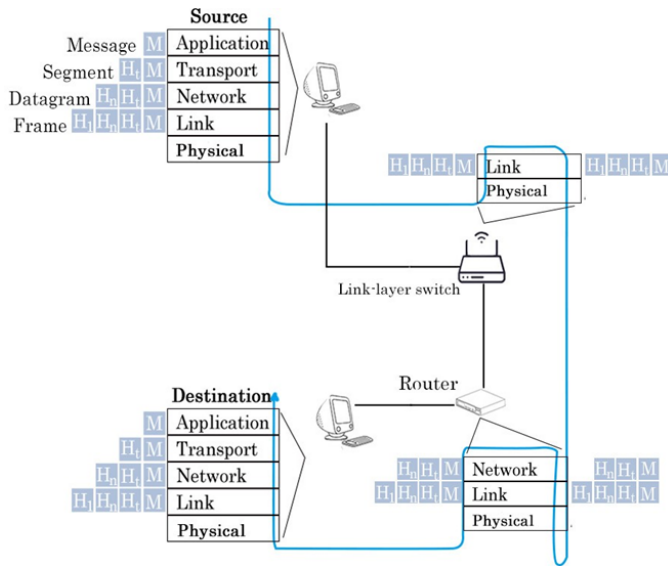 Source
Message M Application
Segment Ht M Transport
Datagram Hn Ht M Network
Frame Hl Hn Ht M Link
Physical
Hl Hn Ht M Link Hl Hn Ht M
Physical
Link-layer switch
Router
Destination
M Application
Ht M Transport
Hn Ht M Network
Hl Hn Ht M Link
Physical
Hn Ht M Network Hn Ht M
Hl Hn Ht M Link Hl Hn Ht M
Physical